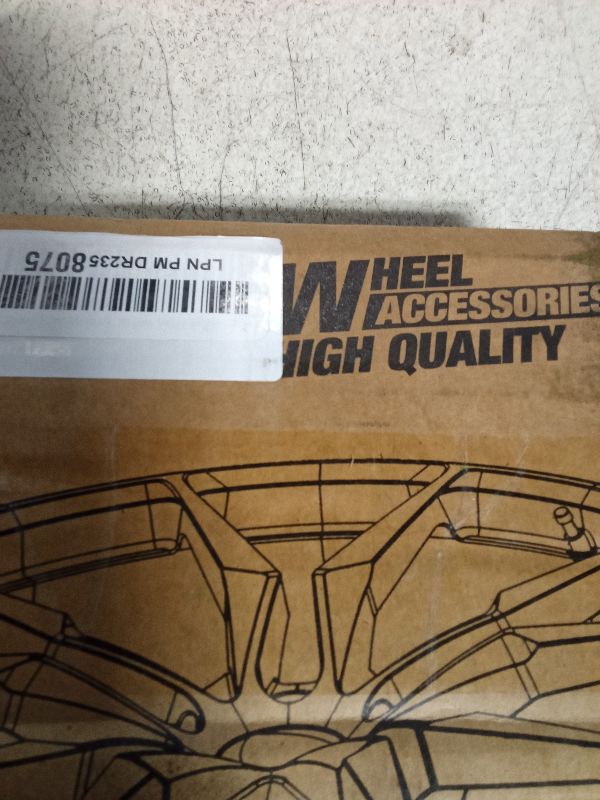 LPN PM DR2358075
WHEEL
ACCESSORIES
HIGH QUALITY